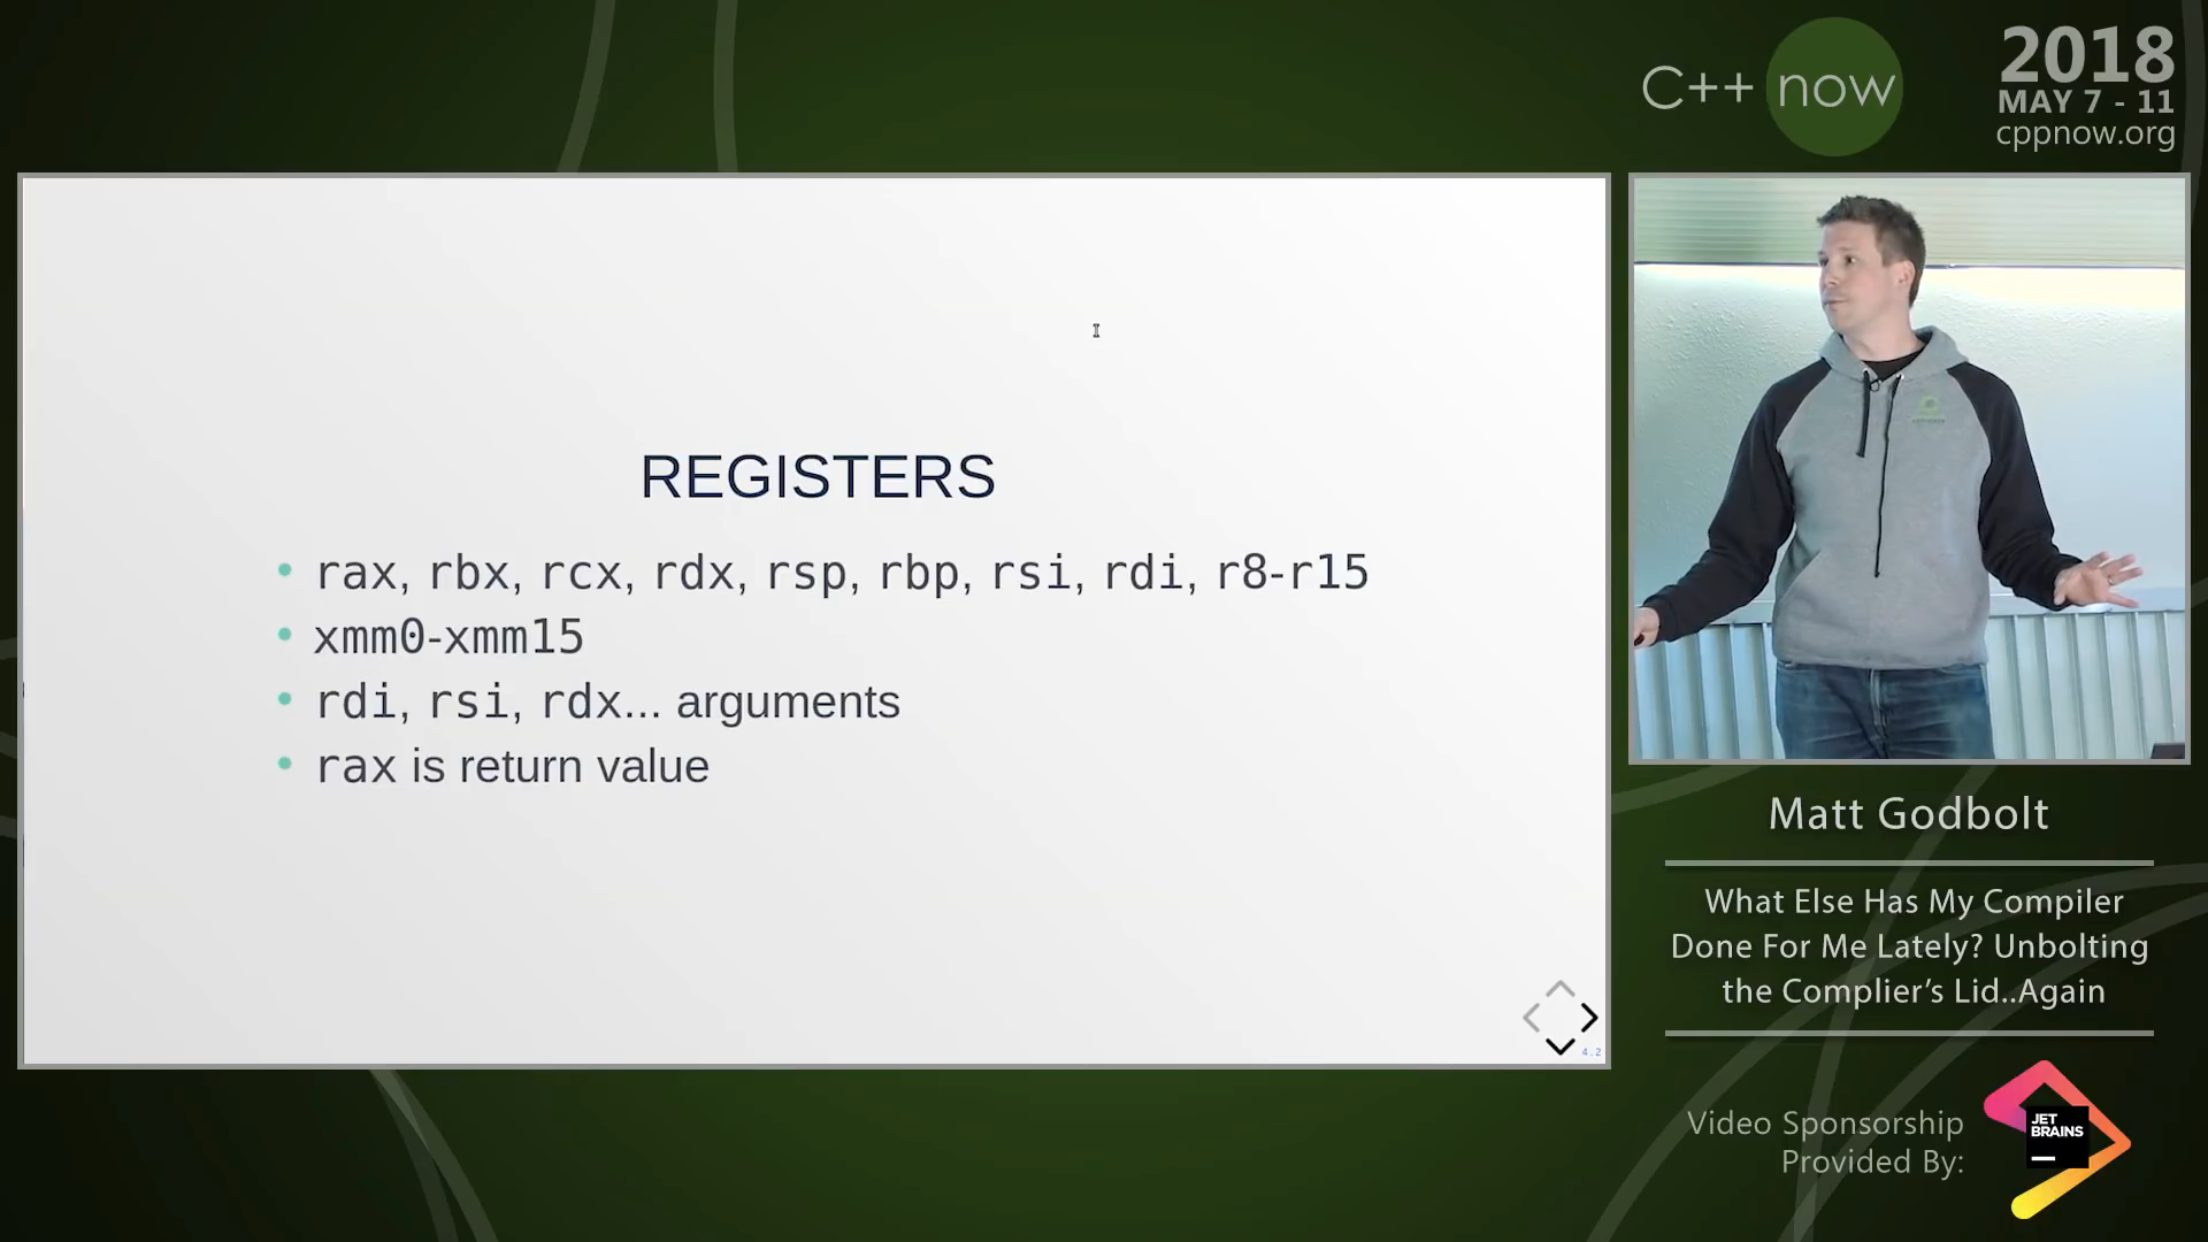 C++ now
2018
MAY 7 - 11
cppnow.org
REGISTERS
• rax, rbx, rcx, rdx, rsp, rbp, rsi, rdi, r8-r15
• xmm0-xmm15
• rdi, rsi, rdx... arguments
• rax is return value
4.2
Matt Godbolt
What Else Has My Compiler
Done For Me Lately? Unbolting
the Complier’s Lid..Again
Video Sponsorship
Provided By:
JET
BRAINS